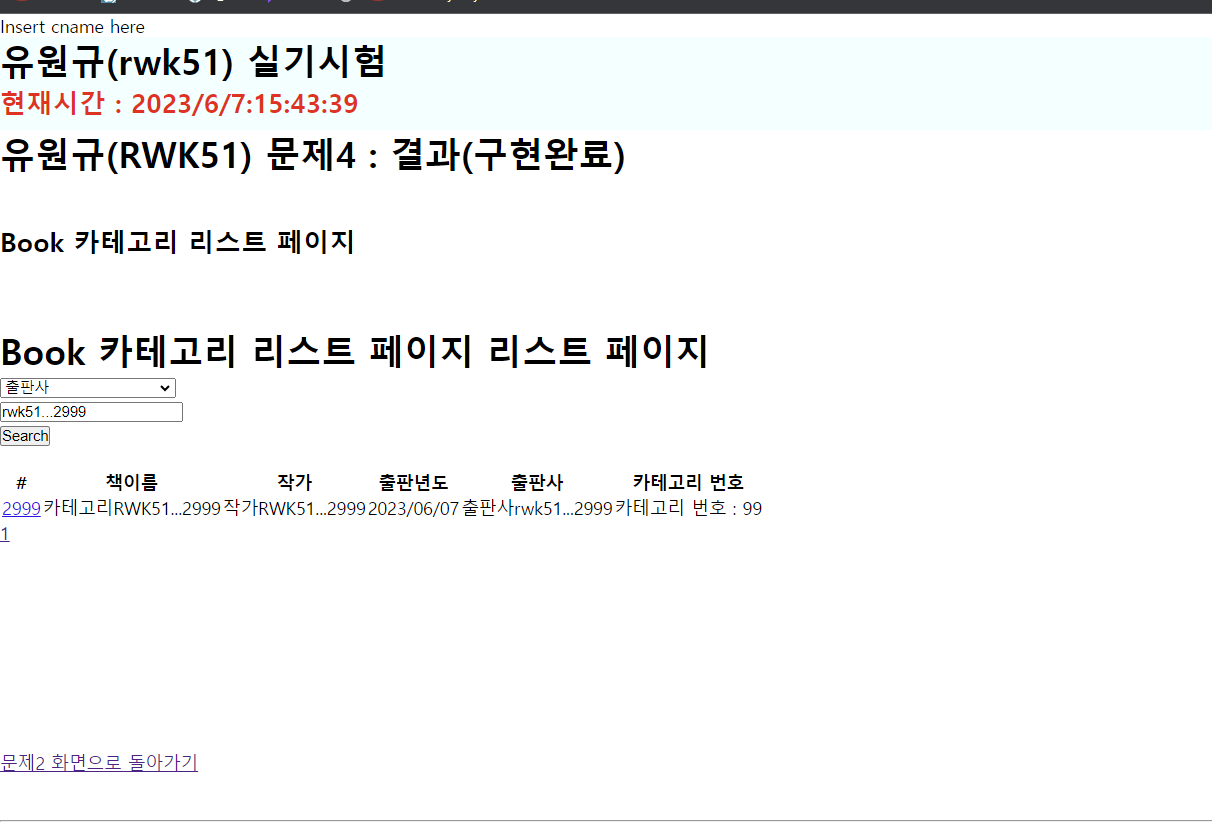 Insert cname here
유원규(rwk51) 실기시험
현재시간 : 2023/6/7:15:43:39
유원규(RWK51) 문제4 : 결과(구현완료)
Book 카테고리 리스트 페이지
Book 카테고리 리스트 페이지 리스트 페이지
출판사
rwk51...2999
Search
# 책이름 작가 출판년도 출판사 카테고리 번호
2999 카테고리RWK51...2999 작가RWK51...2999 2023/06/07 출판사rwk51...2999 카테고리 번호 : 99
1
문제2 화면으로 돌아가기